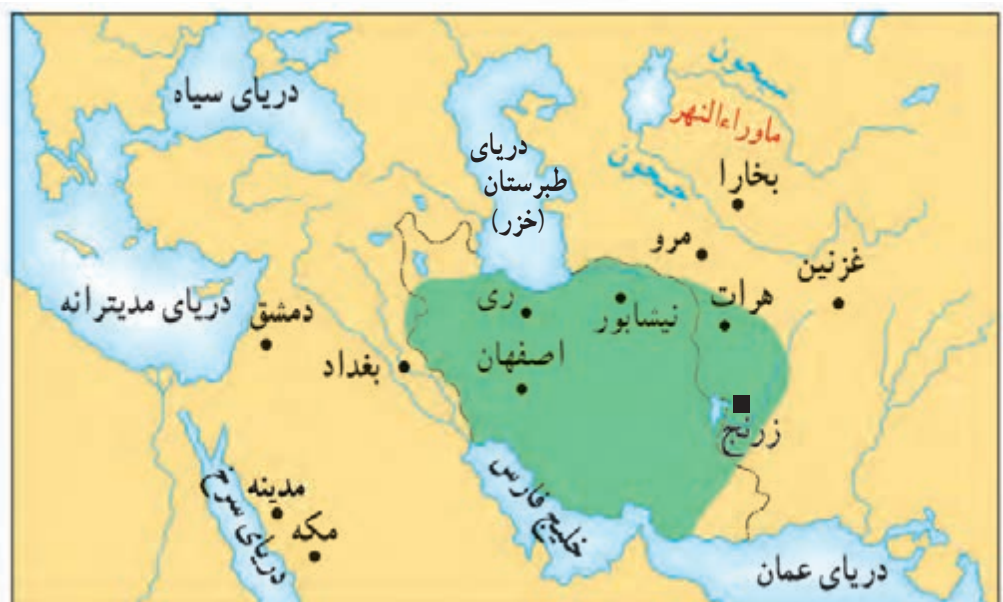 سیحون
دریای سیاه
ماوراءالنهر
دریای
طبرستان
(خزر)
جیحون
بخارا
مرو
غزنین
هرات
نیشابور
ری
دریای مدیترانه
دمشق
اصفهان
بغداد
زرنج
خلیج فارس
مدینه
مکه
دریای سرخ
دریای عمان